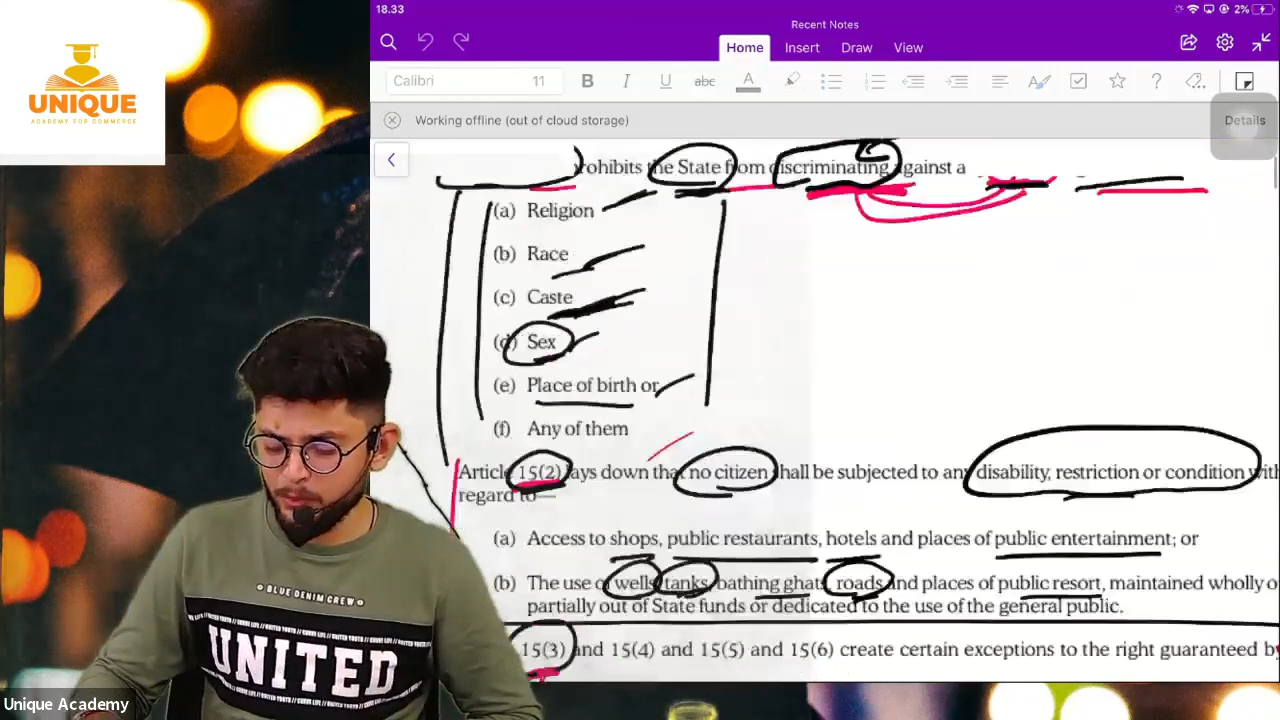 18.33
2%
Recent Notes
Home Insert Draw View
UNIQUE
ACADEMY FOR COMMERCE
Calibri 11 B I U abc A
Working offline (out of cloud storage) Details
rohibits the State from discriminating against a
(a) Religion
(b) Race
(c) Caste
(d) Sex
(e) Place of birth or
(f) Any of them
Article 15(2) lays down that no citizen shall be subjected to any disability, restriction or condition with
regard to—
(a) Access to shops, public restaurants, hotels and places of public entertainment; or
(b) The use of wells, tanks, bathing ghats, roads and places of public resort, maintained wholly o
partially out of State funds or dedicated to the use of the general public.
15(3) and 15(4) and 15(5) and 15(6) create certain exceptions to the right guaranteed by
BLUE DENIM CREW
UNITED
Unique Academy